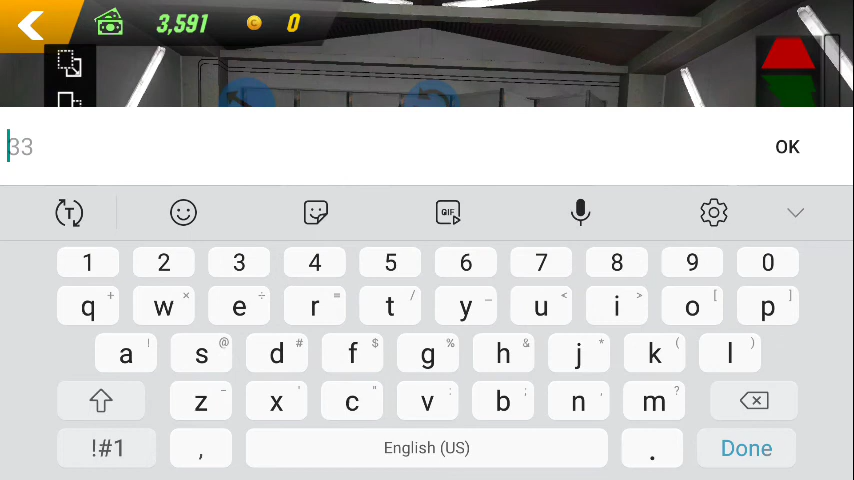 3,591 C 0
33 OK
T GIF
1 2 3 4 5 6 7 8 9 0
q + w × e ÷ r = t / y _ u < i > o [ p ]
a ! s @ d # f $ g % h & j * k ( l )
z - x ' c " v : b ; n , m ?
!#1 , English (US) . Done